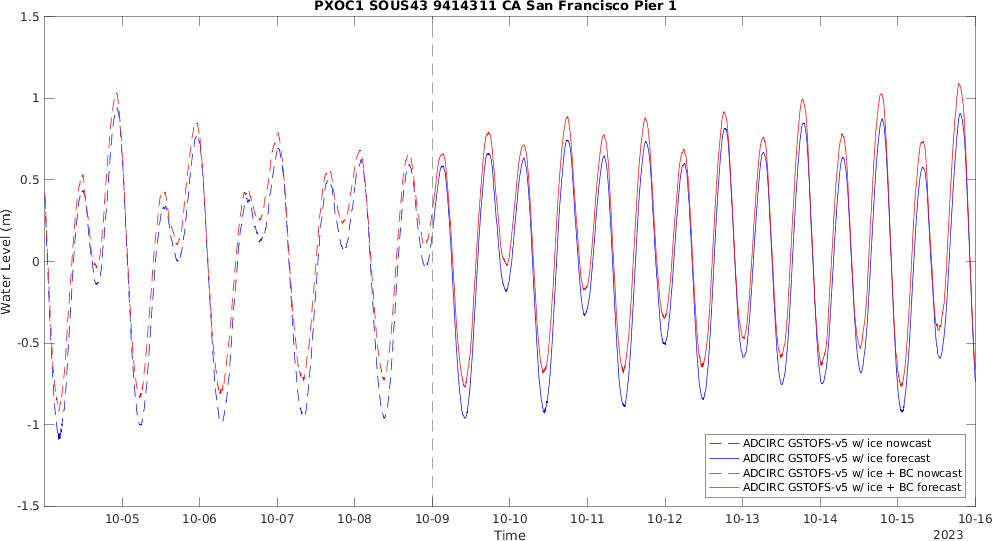 PXOC1 SOUS43 9414311 CA San Francisco Pier 1
1.5
1
0.5
0
-0.5
-1
-1.5
Water Level (m)
10-05
10-06
10-07
10-08
10-09
10-10
10-11
10-12
10-13
10-14
10-15
10-16
Time
2023
ADCIRC GSTOFS-v5 w/ ice nowcast
ADCIRC GSTOFS-v5 w/ ice forecast
ADCIRC GSTOFS-v5 w/ ice + BC nowcast
ADCIRC GSTOFS-v5 w/ ice + BC forecast